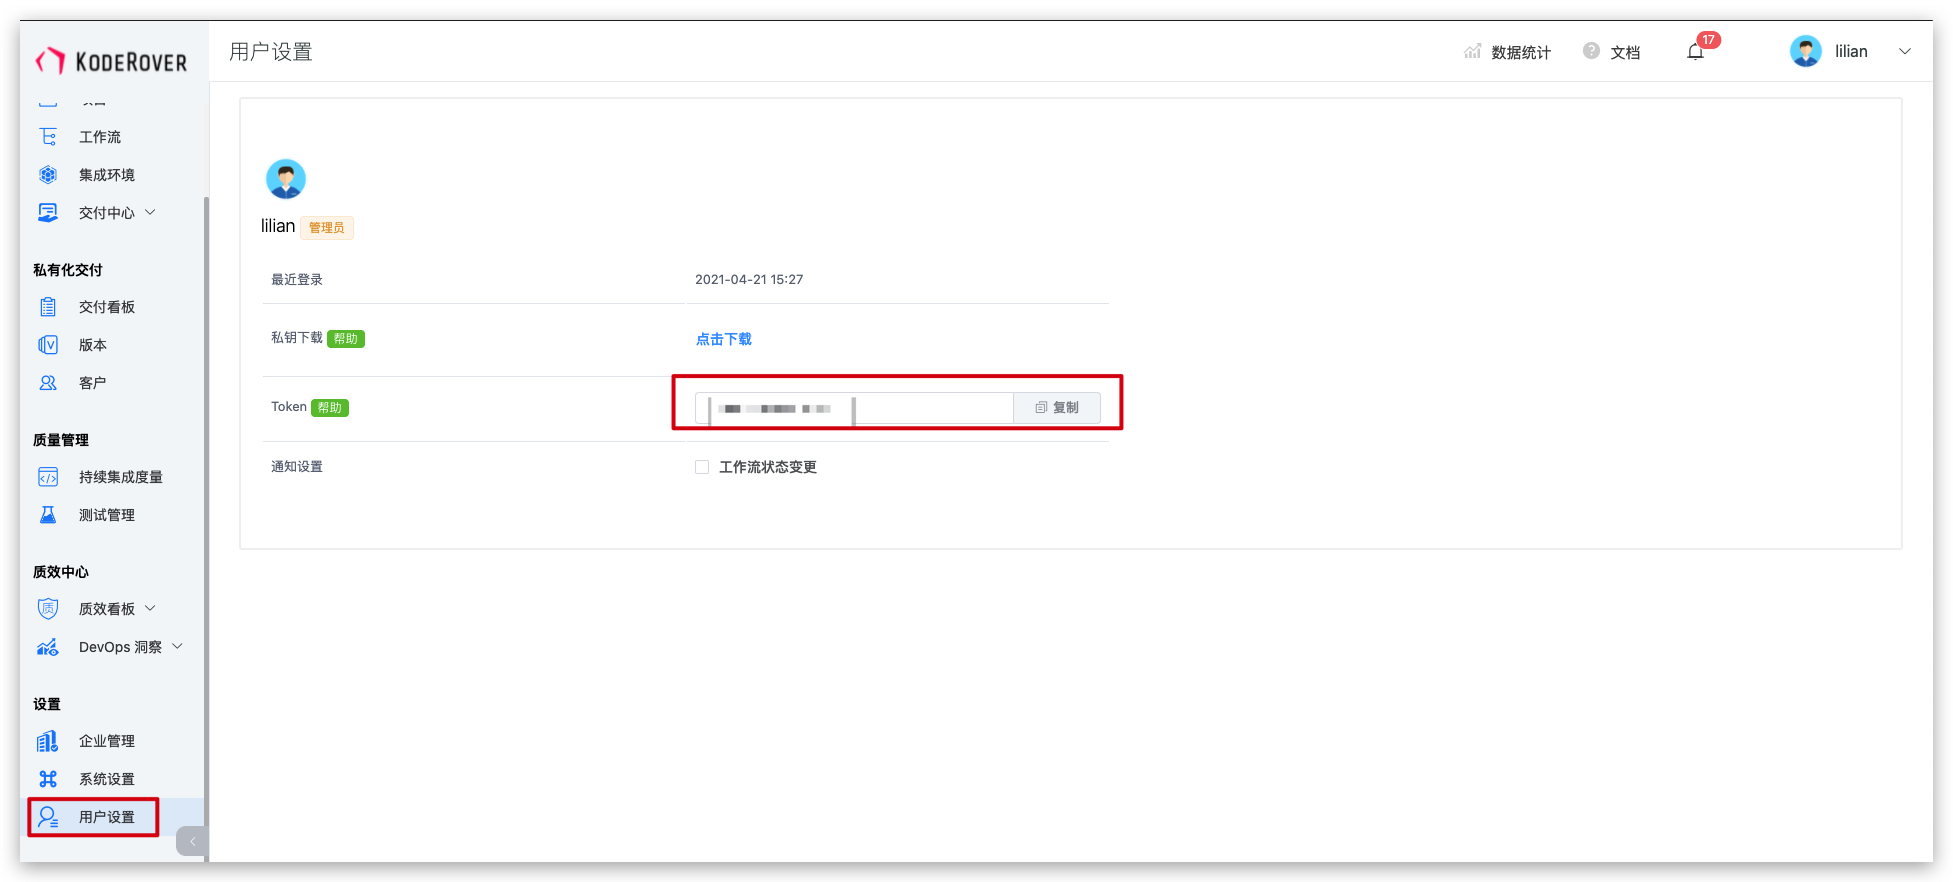 KODEROVER
用户设置
数据统计
文档
17
lilian
工作流
集成环境
交付中心
私有化交付
交付看板
版本
客户
质量管理
持续集成度量
测试管理
质效中心
质
质效看板
DevOps 洞察
设置
企业管理
系统设置
用户设置
lilian 管理员
最近登录 2021-04-21 15:27
私钥下载 帮助 点击下载
Token 帮助 复制
通知设置 工作流状态变更